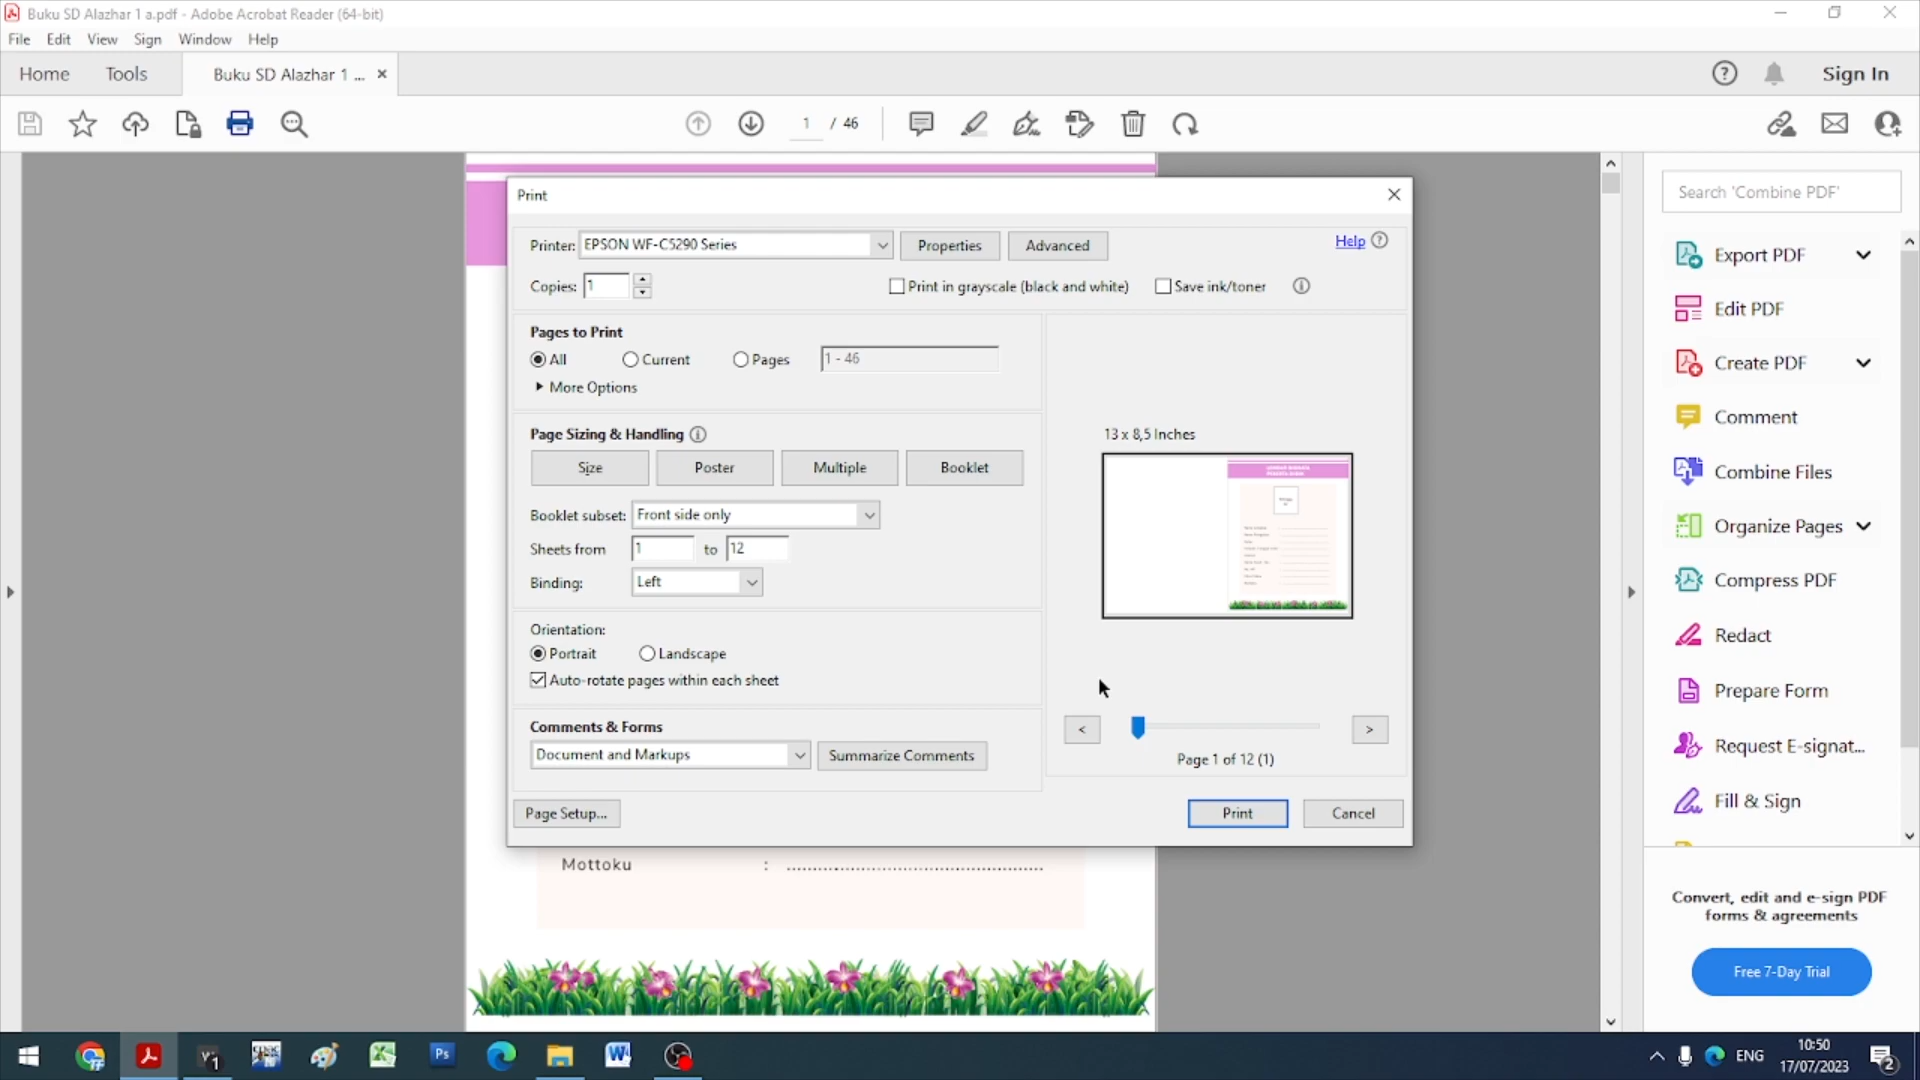 Buku SD Alazhar 1 a.pdf - Adobe Acrobat Reader (64-bit)
File Edit View Sign Window Help
Home Tools Buku SD Alazhar 1 ... Sign In
1 / 46
Search 'Combine PDF'
Export PDF
Edit PDF
Create PDF
Comment
Combine Files
Organize Pages
Compress PDF
Redact
Prepare Form
Request E-signat...
Fill & Sign
Convert, edit and e-sign PDF
forms & agreements
Free 7-Day Trial
Print
Printer: EPSON WF-C5290 Series Properties Advanced Help
Copies: 1 Print in grayscale (black and white) Save ink/toner
Pages to Print
All Current Pages 1 - 46
More Options
Page Sizing & Handling
Size Poster Multiple Booklet
Booklet subset: Front side only
Sheets from 1 to 12
Binding: Left
Orientation:
Portrait Landscape
Auto-rotate pages within each sheet
Comments & Forms
Document and Markups Summarize Comments
13 x 8,5 Inches
< >
Page 1 of 12 (1)
Page Setup... Print Cancel
Mottoku : ................................................
ENG
10:50
17/07/2023
2